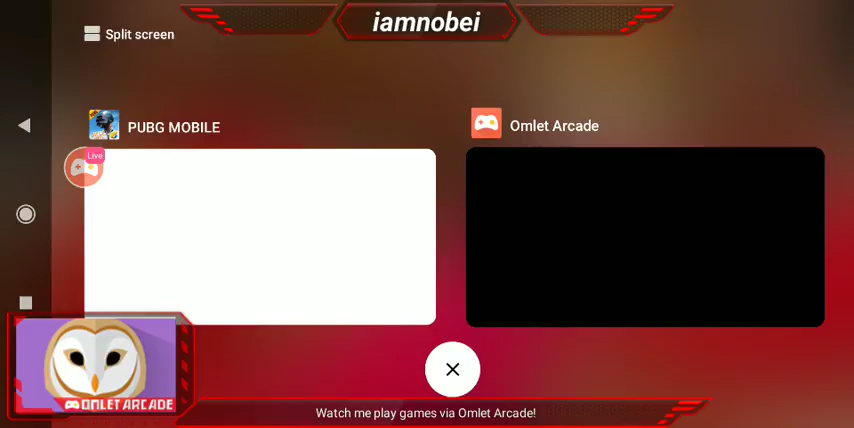 iamnobei
Split screen
PUBG MOBILE
Omlet Arcade
Live
OMLET ARCADE
Watch me play games via Omlet Arcade!